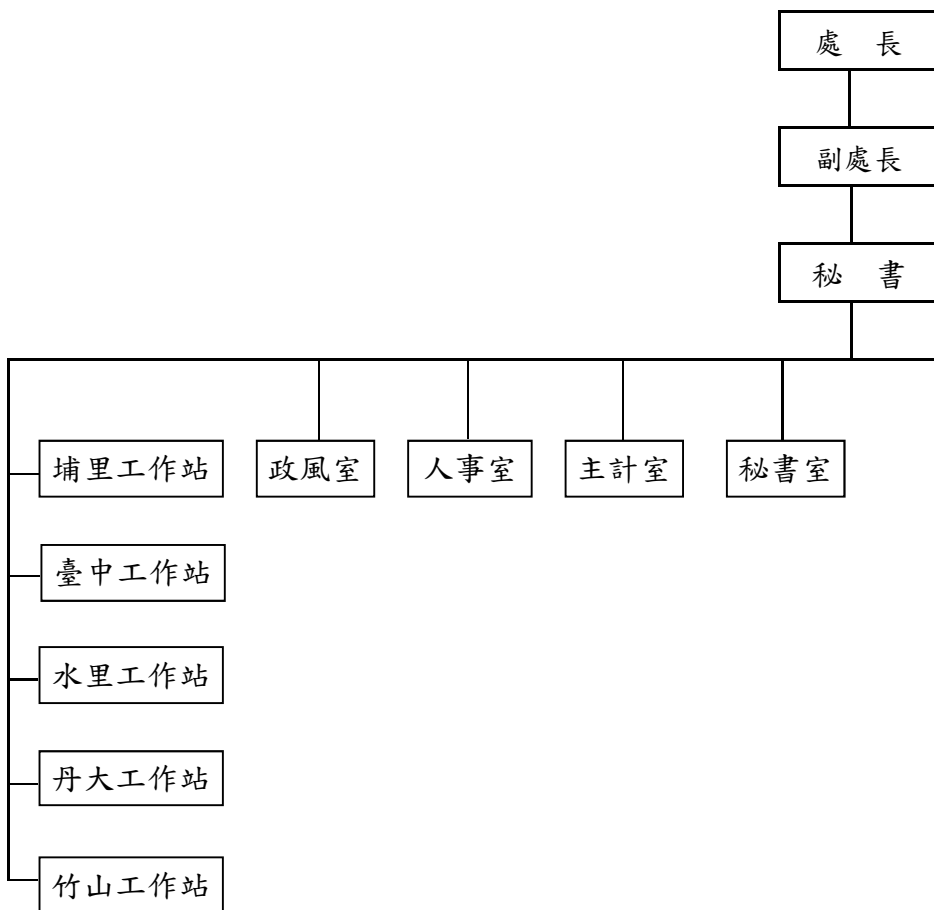 處 長
副處長
秘 書
埔里工作站
政風室
人事室
主計室
秘書室
臺中工作站
水里工作站
丹大工作站
竹山工作站